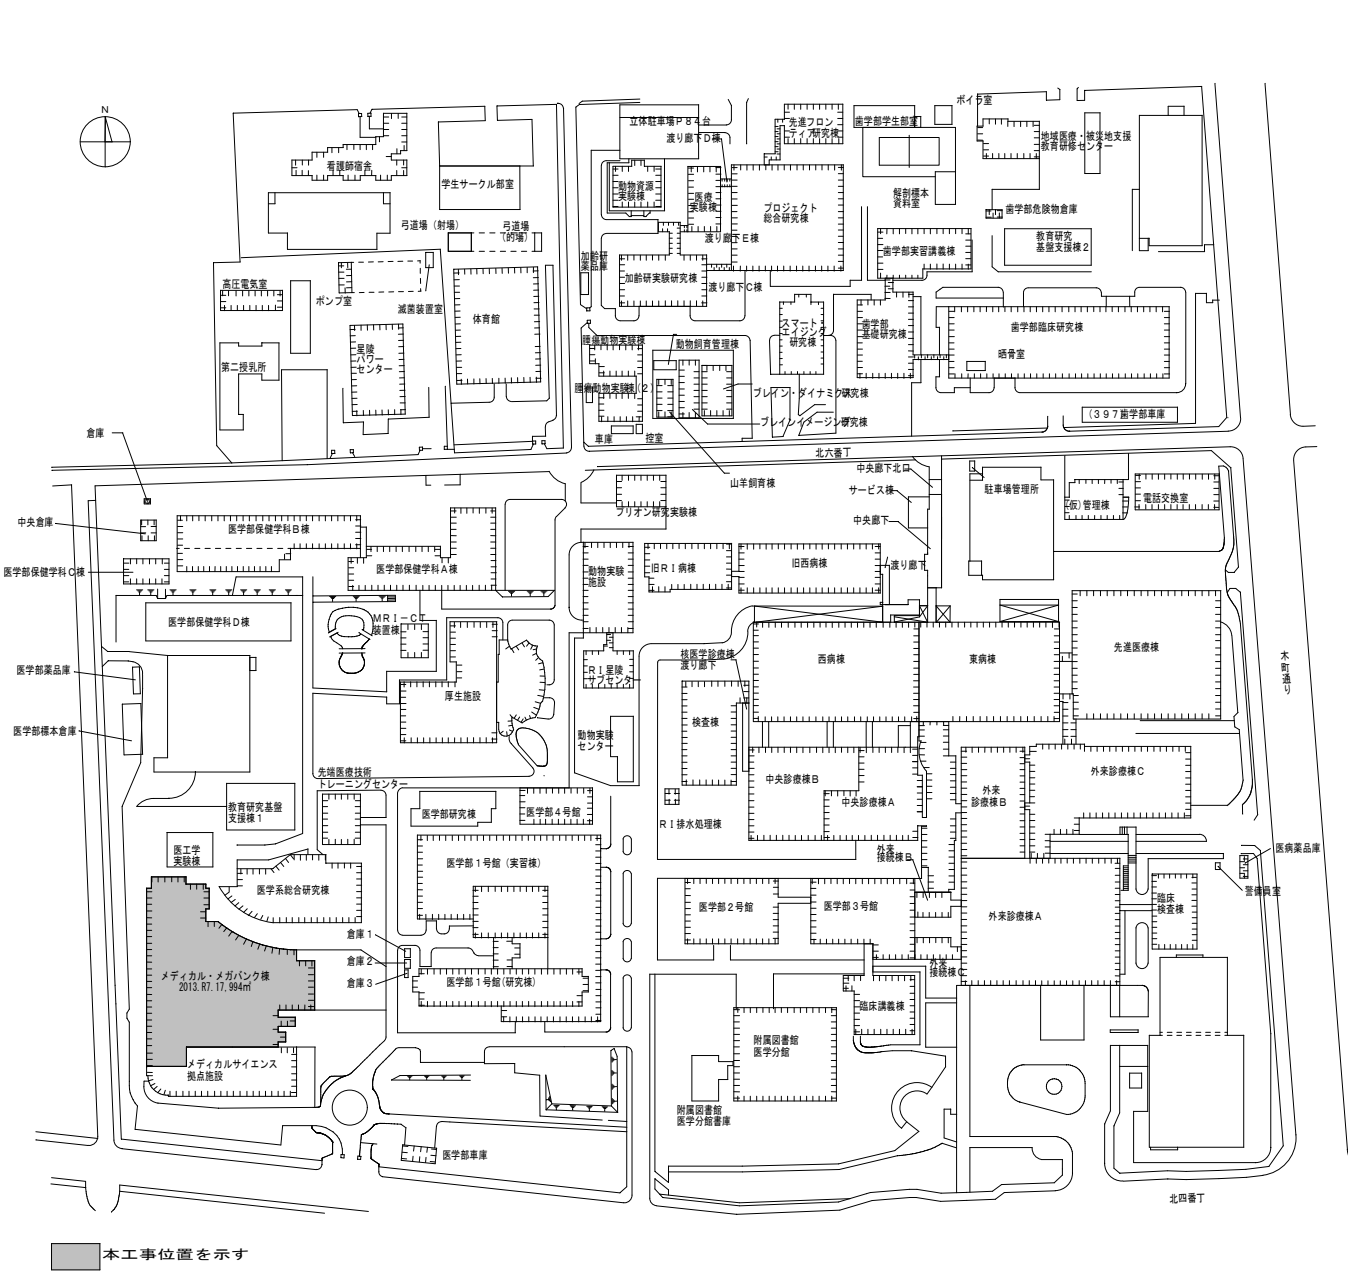 N
看護師宿舎
学生サークル部室
弓道場(射場)
弓道場
(的場)
高圧電気室
ポンプ室
滅菌装置室
体育館
第二授乳所
星陵
パワー
センター
立体駐車場P84台
渡り廊下D棟
先進フロン
ティア研究棟
歯学部学生部室
ボイラ室
地域医療・被災地支援
教育研修センター
動物資源
実験棟
医療
実験棟
プロジェクト
総合研究棟
解剖標本
資料室
歯学部危険物倉庫
渡り廊下E棟
加齢研
薬品庫
加齢研実験研究棟
渡り廊下C棟
歯学部実習講義棟
教育研究
基盤支援棟2
スマート
エイジング
研究棟
歯学部
基礎研究棟
歯学部臨床研究棟
晒骨室
腫瘍動物実験棟
動物飼育管理棟
腫瘍動物実験棟(2)
ブレイン・ダイナミクス研究棟
ブレインイメージング研究棟
(397歯学部車庫
車庫
控室
山羊飼育棟
北六番丁
倉庫
中央倉庫
医学部保健学科B棟
医学部保健学科C棟
医学部保健学科A棟
医学部保健学科D棟
MRI-CT
装置棟
医学部薬品庫
医学部標本倉庫
厚生施設
プリオン研究実験棟
中央廊下北口
サービス棟
中央廊下
駐車場管理所
(仮)管理棟
電話交換室
動物実験
施設
旧RI病棟
旧西病棟
渡り廊下
核医学診療棟
渡り廊下
RI星陵
サブセンター
西病棟
東病棟
先進医療棟
木町通り
検査棟
動物実験
センター
中央診療棟B
中央診療棟A
外来
診療棟B
外来診療棟C
RI排水処理棟
外来
接続棟B
医病薬品庫
警備員室
先端医療技術
トレーニングセンター
教育研究基盤
支援棟1
医学部研究棟
医学部4号館
医工学
実験棟
医学系総合研究棟
医学部1号館(実習棟)
医学部2号館
医学部3号館
外来診療棟A
臨床
検査棟
倉庫1
倉庫2
倉庫3
メディカル・メガバンク棟
2013.R7.17,994㎡
医学部1号館(研究棟)
外来
接続棟C
臨床講義棟
附属図書館
医学分館
メディカルサイエンス
拠点施設
附属図書館
医学分館書庫
医学部車庫
北四番丁
本工事位置を示す